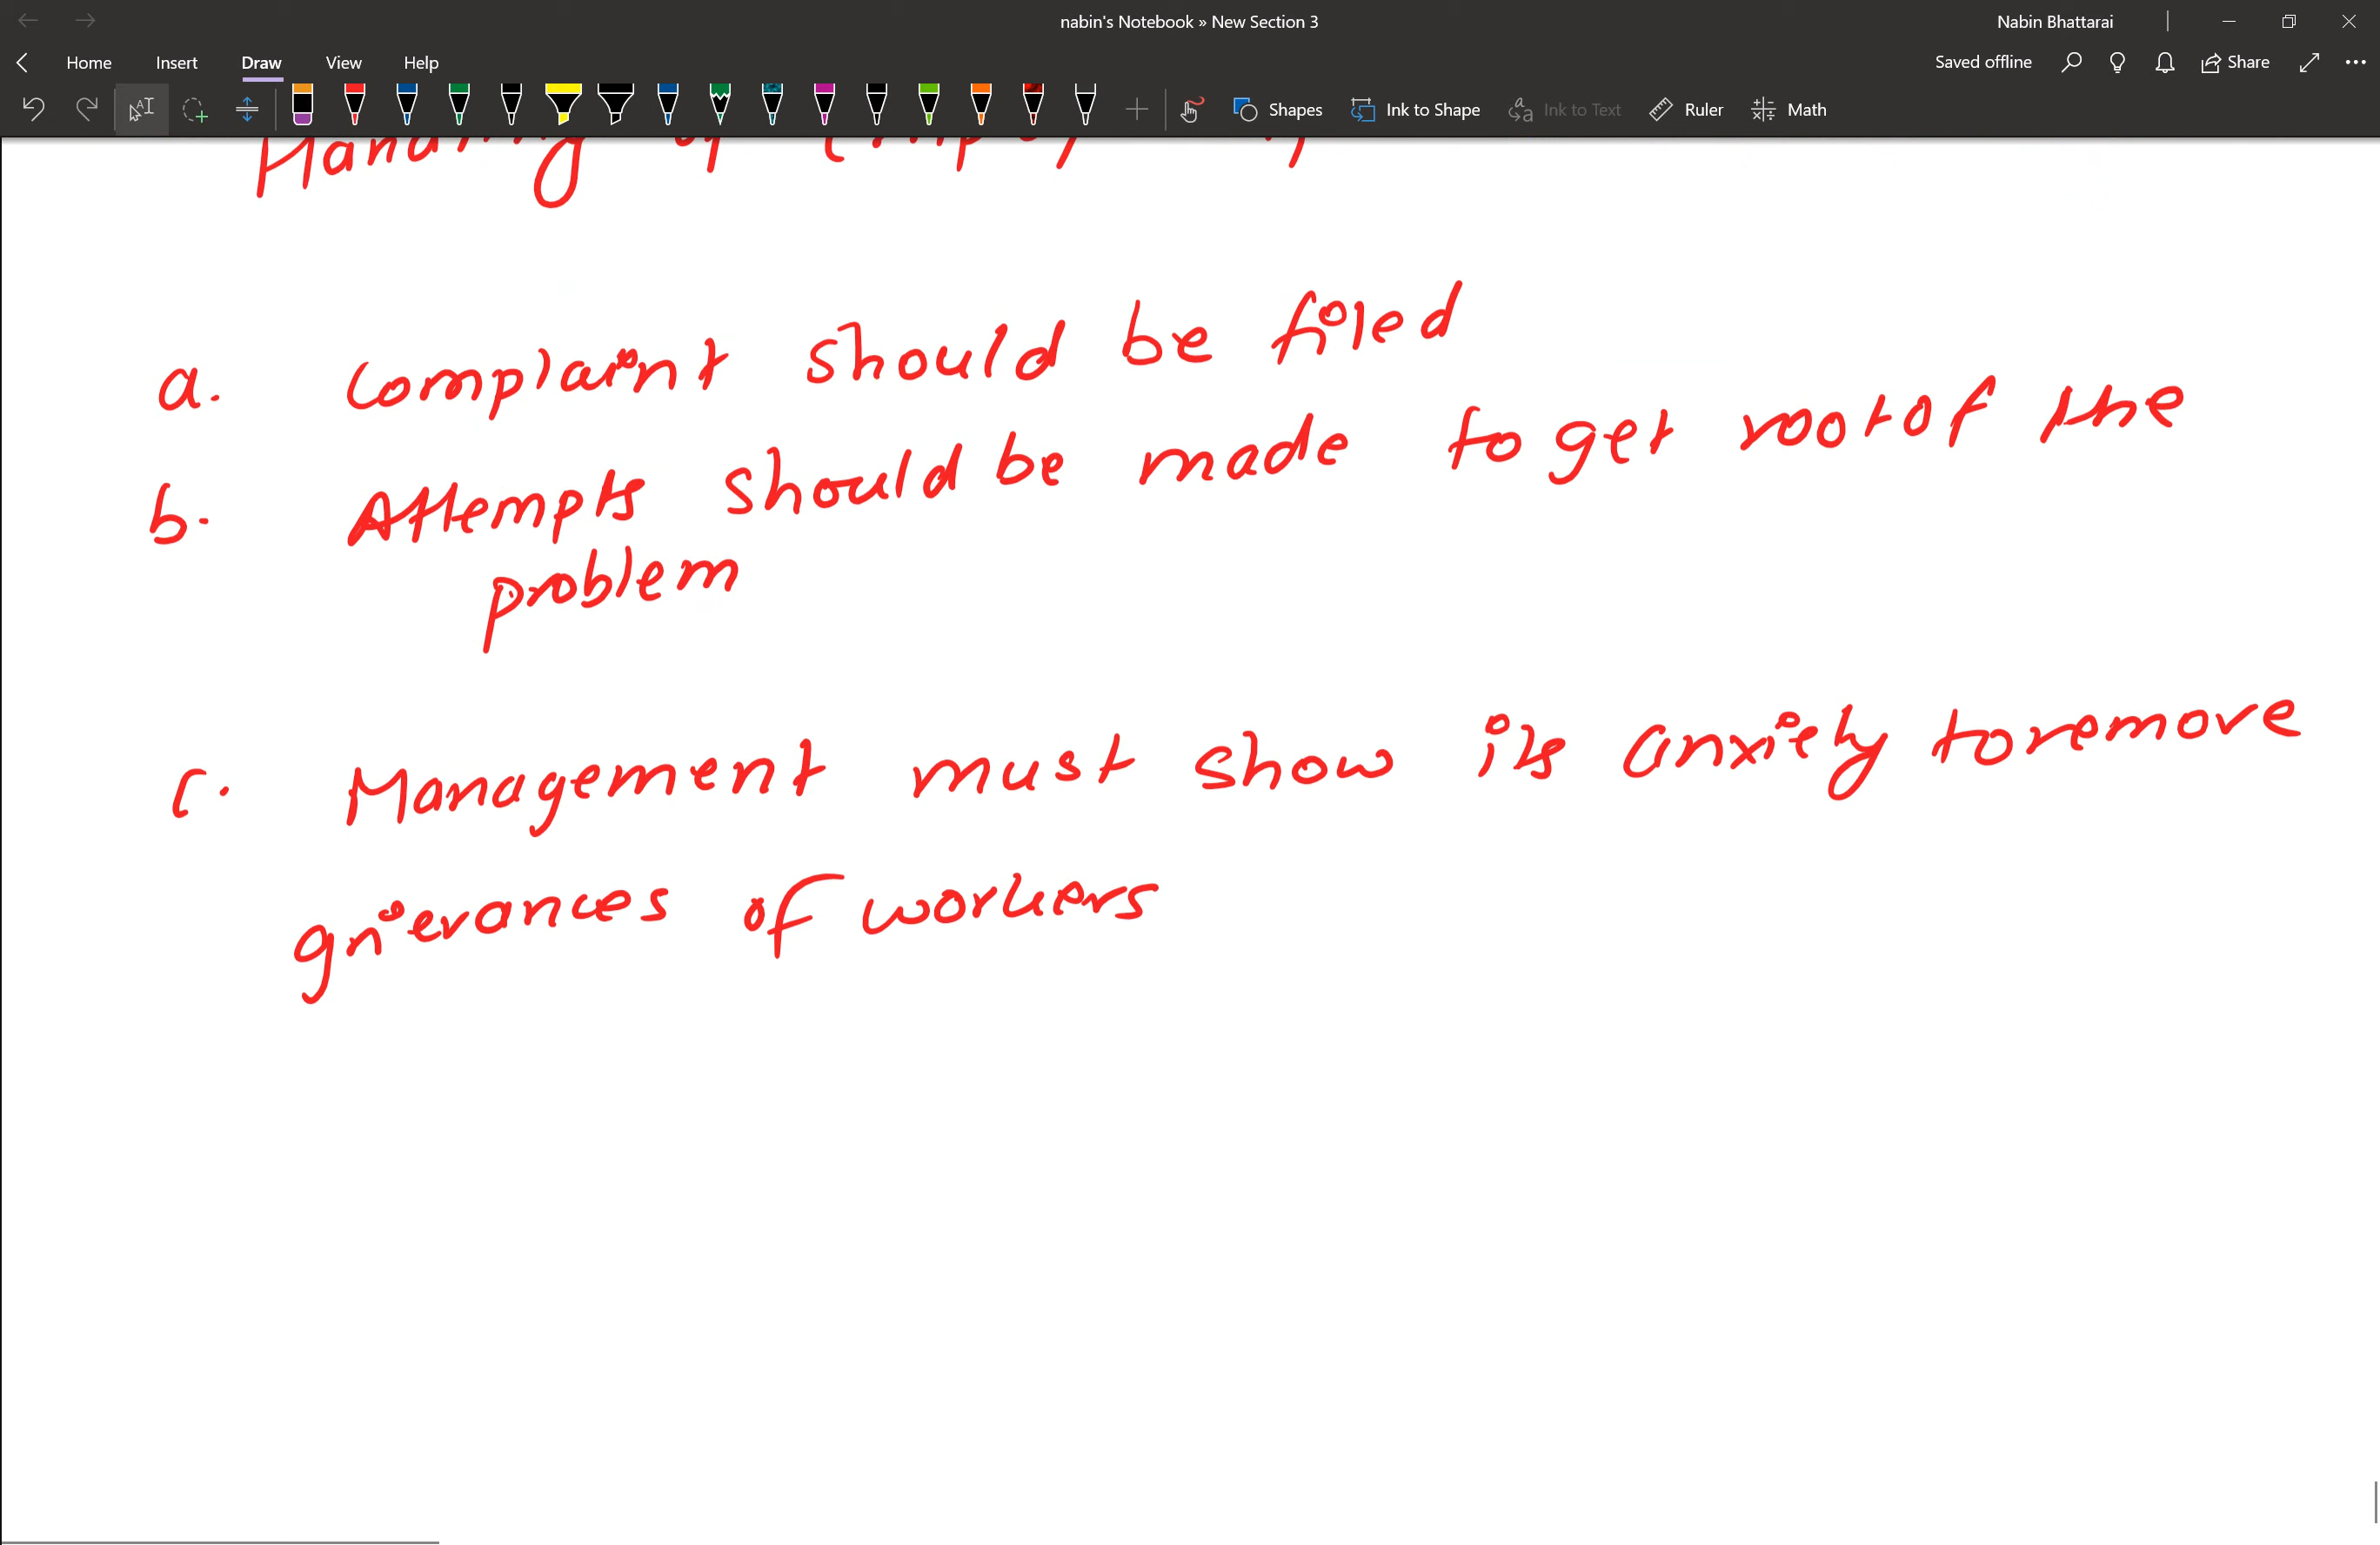 nabin's Notebook » New Section 3
Nabin Bhattarai
Home Insert Draw View Help
Saved offline
Share
Shapes Ink to Shape Ink to Text Ruler Math
Handling of
a. Complaint should be filed
b. Attempts should be made to get root of the
problem
c. Management must show its anxiety to remove
grievances of workers